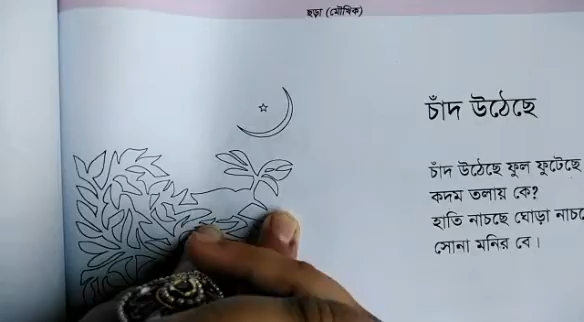 ছড়া (মৌখিক)
চাঁদ উঠেছে
চাঁদ উঠেছে ফুল ফুটেছে
কদম তলায় কে?
হাতি নাচছে ঘোড়া নাচ
সোনা মনির বে।